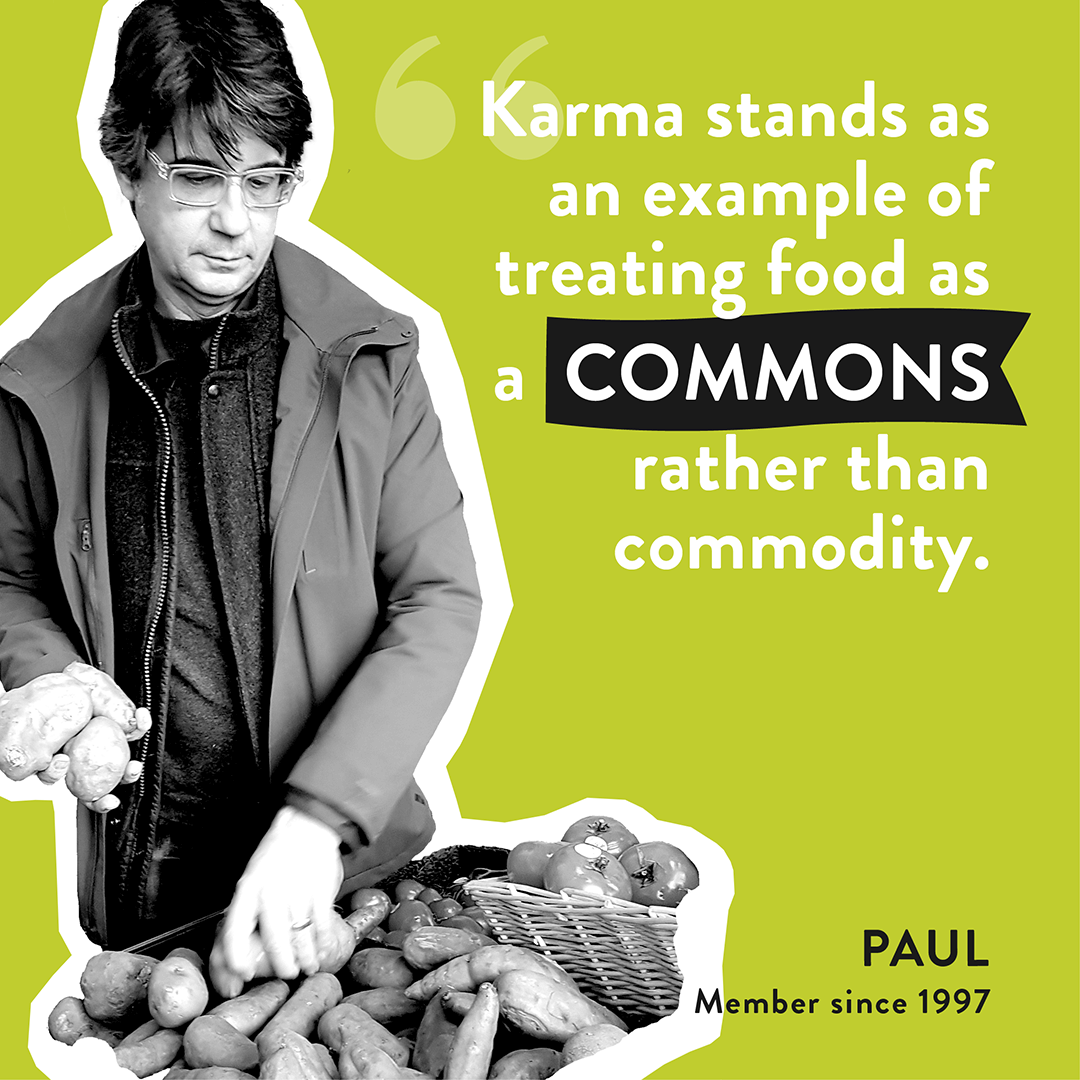 “
Karma stands as
an example of
treating food as
a COMMONS
rather than
commodity.
PAUL
Member since 1997